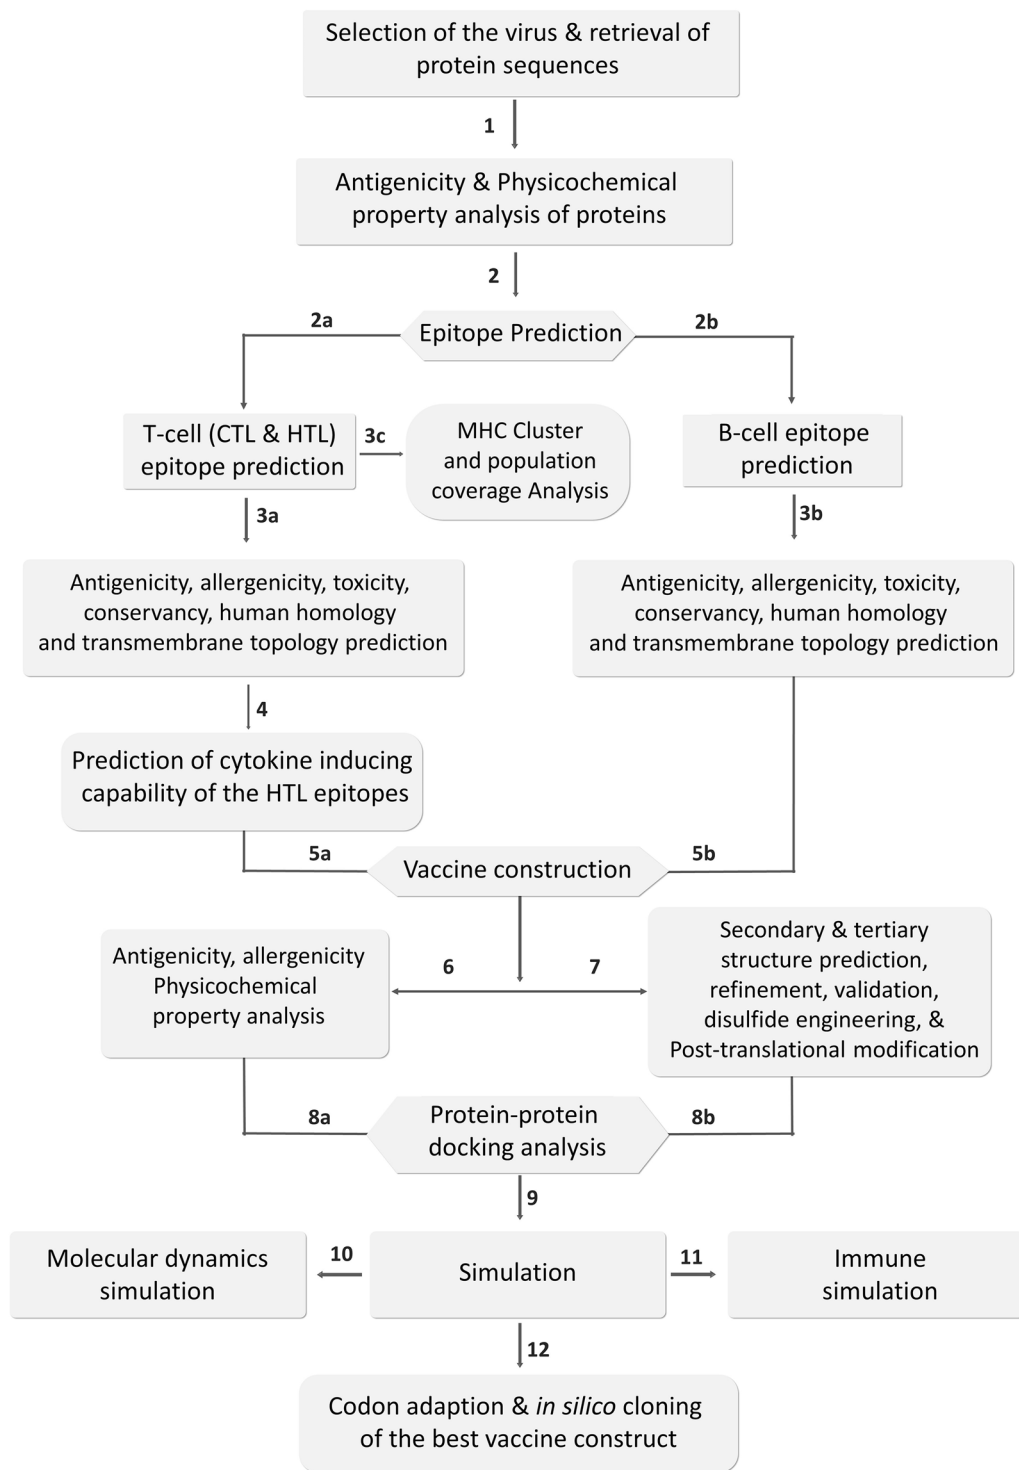 Selection of the virus & retrieval of
protein sequences
1
Antigenicity & Physicochemical
property analysis of proteins
2
2a
Epitope Prediction
2b
T-cell (CTL & HTL)
epitope prediction
3c
MHC Cluster
and population
coverage Analysis
B-cell epitope
prediction
3a
3b
Antigenicity, allergenicity, toxicity,
conservancy, human homology
and transmembrane topology prediction
Antigenicity, allergenicity, toxicity,
conservancy, human homology
and transmembrane topology prediction
4
Prediction of cytokine inducing
capability of the HTL epitopes
5a
Vaccine construction
5b
Antigenicity, allergenicity
Physicochemical
property analysis
6
7
Secondary & tertiary
structure prediction,
refinement, validation,
disulfide engineering, &
Post-translational modification
8a
Protein-protein
docking analysis
8b
9
Molecular dynamics
simulation
10
Simulation
11
Immune
simulation
12
Codon adaption & in silico cloning
of the best vaccine construct